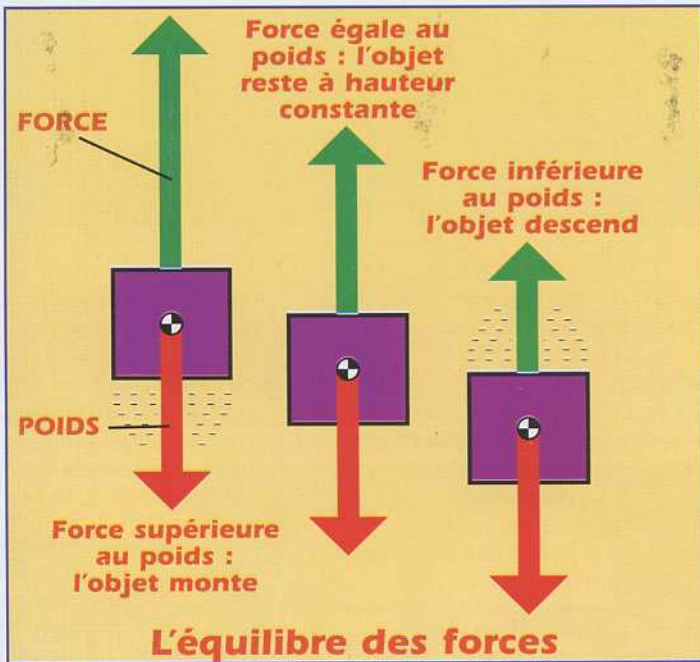 Force égale au
poids : l'objet
reste à hauteur
constante
FORCE
Force inférieure
au poids :
l'objet descend
POIDS
Force supérieure
au poids :
l'objet monte
L'équilibre des forces